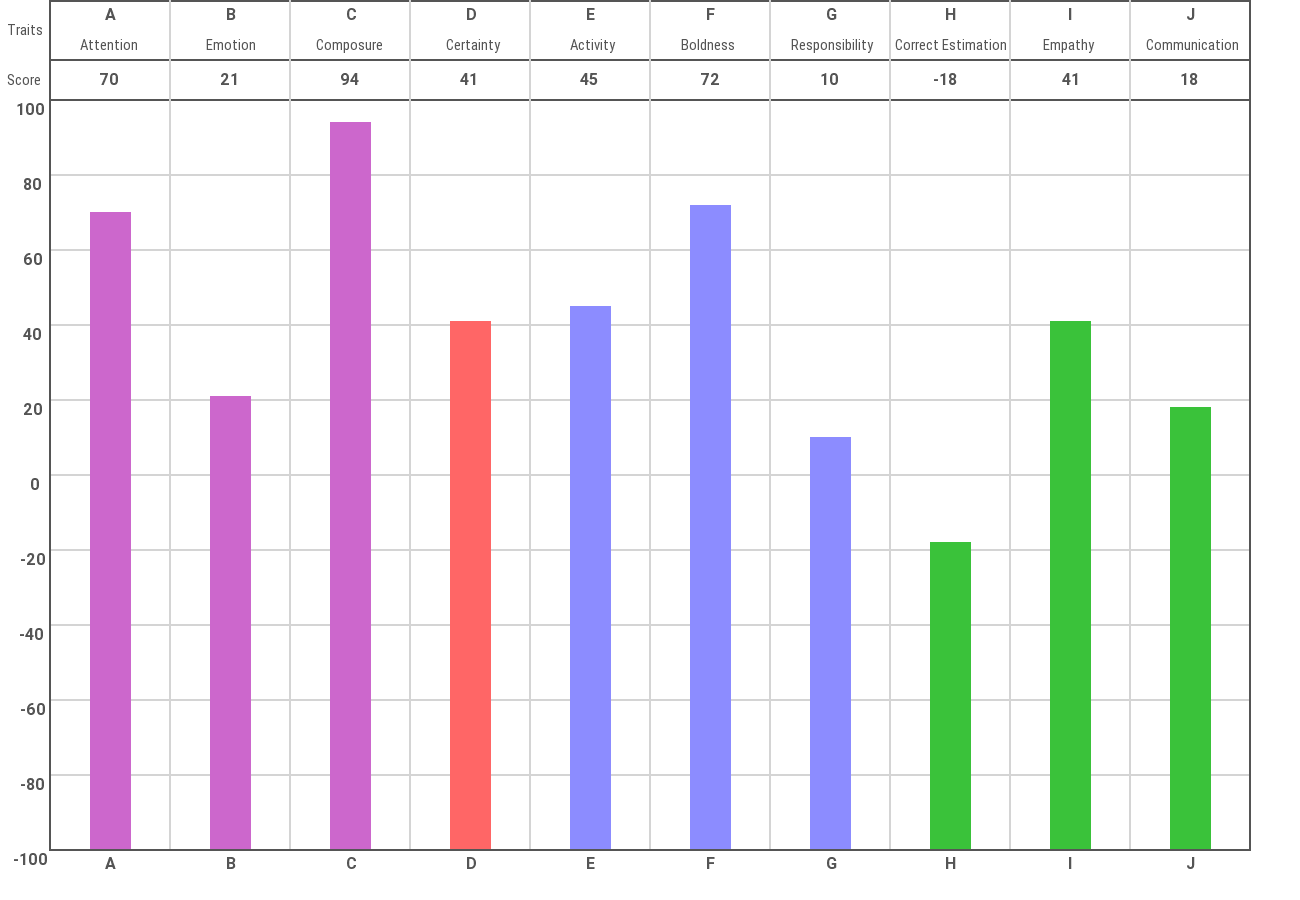 A B C D E F G H I J
Traits
Attention Emotion Composure Certainty Activity Boldness Responsibility Correct Estimation Empathy Communication
Score 70 21 94 41 45 72 10 -18 41 18
100
80
60
40
20
0
-20
-40
-60
-80
-100
A B C D E F G H I J